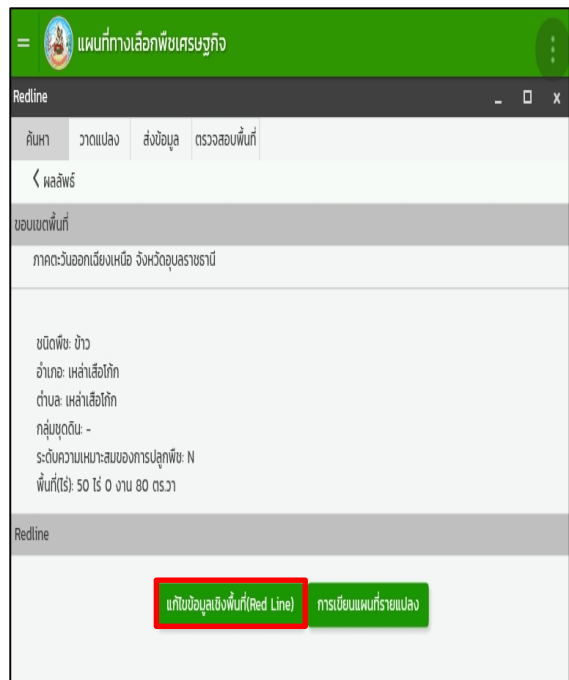 แผนที่ทางเลือกพืชเศรษฐกิจ
Redline
ค้นหา วาดแปลง ส่งข้อมูล ตรวจสอบพื้นที่
ผลลัพธ์
ขอบเขตพื้นที่
ภาคตะวันออกเฉียงเหนือ จังหวัดอุบลราชธานี
ชนิดพืช: ข้าว
อำเภอ: เหล่าเสือโก้ก
ตำบล: เหล่าเสือโก้ก
กลุ่มชุดดิน: -
ระดับความเหมาะสมของการปลูกพืช: N
พื้นที่(ไร่): 50 ไร่ 0 งาน 80 ตร.วา
Redline
แก้ไขข้อมูลเชิงพื้นที่(Red Line) การเขียนแผนที่รายแปลง